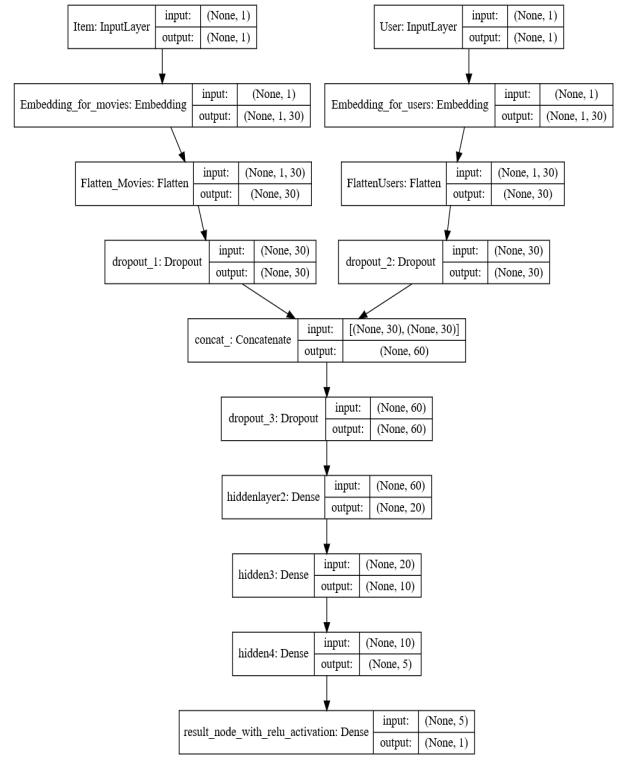 Item: InputLayer input: (None, 1)
output: (None, 1)
User: InputLayer input: (None, 1)
output: (None, 1)
Embedding_for_movies: Embedding input: (None, 1)
output: (None, 1, 30)
Embedding_for_users: Embedding input: (None, 1)
output: (None, 1, 30)
Flatten_Movies: Flatten input: (None, 1, 30)
output: (None, 30)
FlattenUsers: Flatten input: (None, 1, 30)
output: (None, 30)
dropout_1: Dropout input: (None, 30)
output: (None, 30)
dropout_2: Dropout input: (None, 30)
output: (None, 30)
concat_: Concatenate input: [(None, 30), (None, 30)]
output: (None, 60)
dropout_3: Dropout input: (None, 60)
output: (None, 60)
hiddenlayer2: Dense input: (None, 60)
output: (None, 20)
hidden3: Dense input: (None, 20)
output: (None, 10)
hidden4: Dense input: (None, 10)
output: (None, 5)
result_node_with_relu_activation: Dense input: (None, 5)
output: (None, 1)